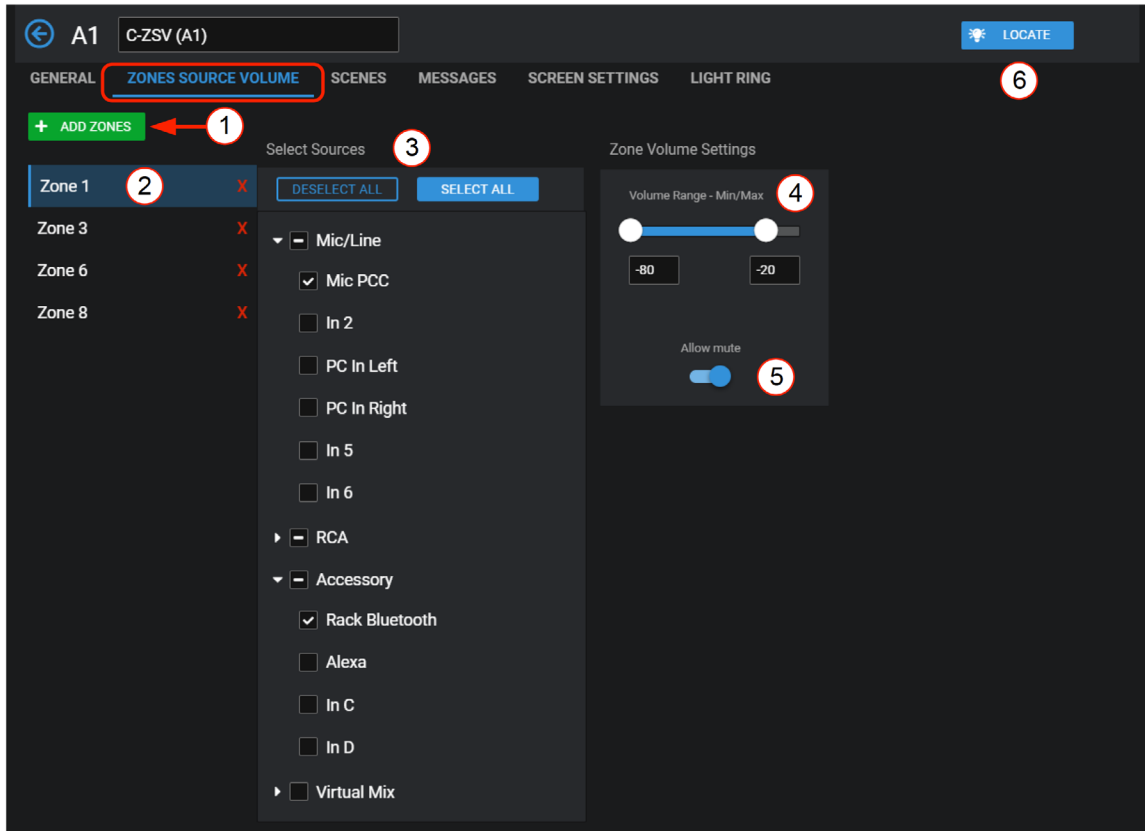 A1
C-ZSV (A1)
LOCATE
GENERAL ZONES SOURCE VOLUME SCENES MESSAGES SCREEN SETTINGS LIGHT RING
6
+ ADD ZONES
1
Select Sources
3
Zone Volume Settings
Zone 1
2
X
Zone 3 X
Zone 6 X
Zone 8 X
DESELECT ALL SELECT ALL
Mic/Line
Mic PCC
In 2
PC In Left
PC In Right
In 5
In 6
RCA
Accessory
Rack Bluetooth
Alexa
In C
In D
Virtual Mix
Volume Range - Min/Max
4
-80 -20
Allow mute
5